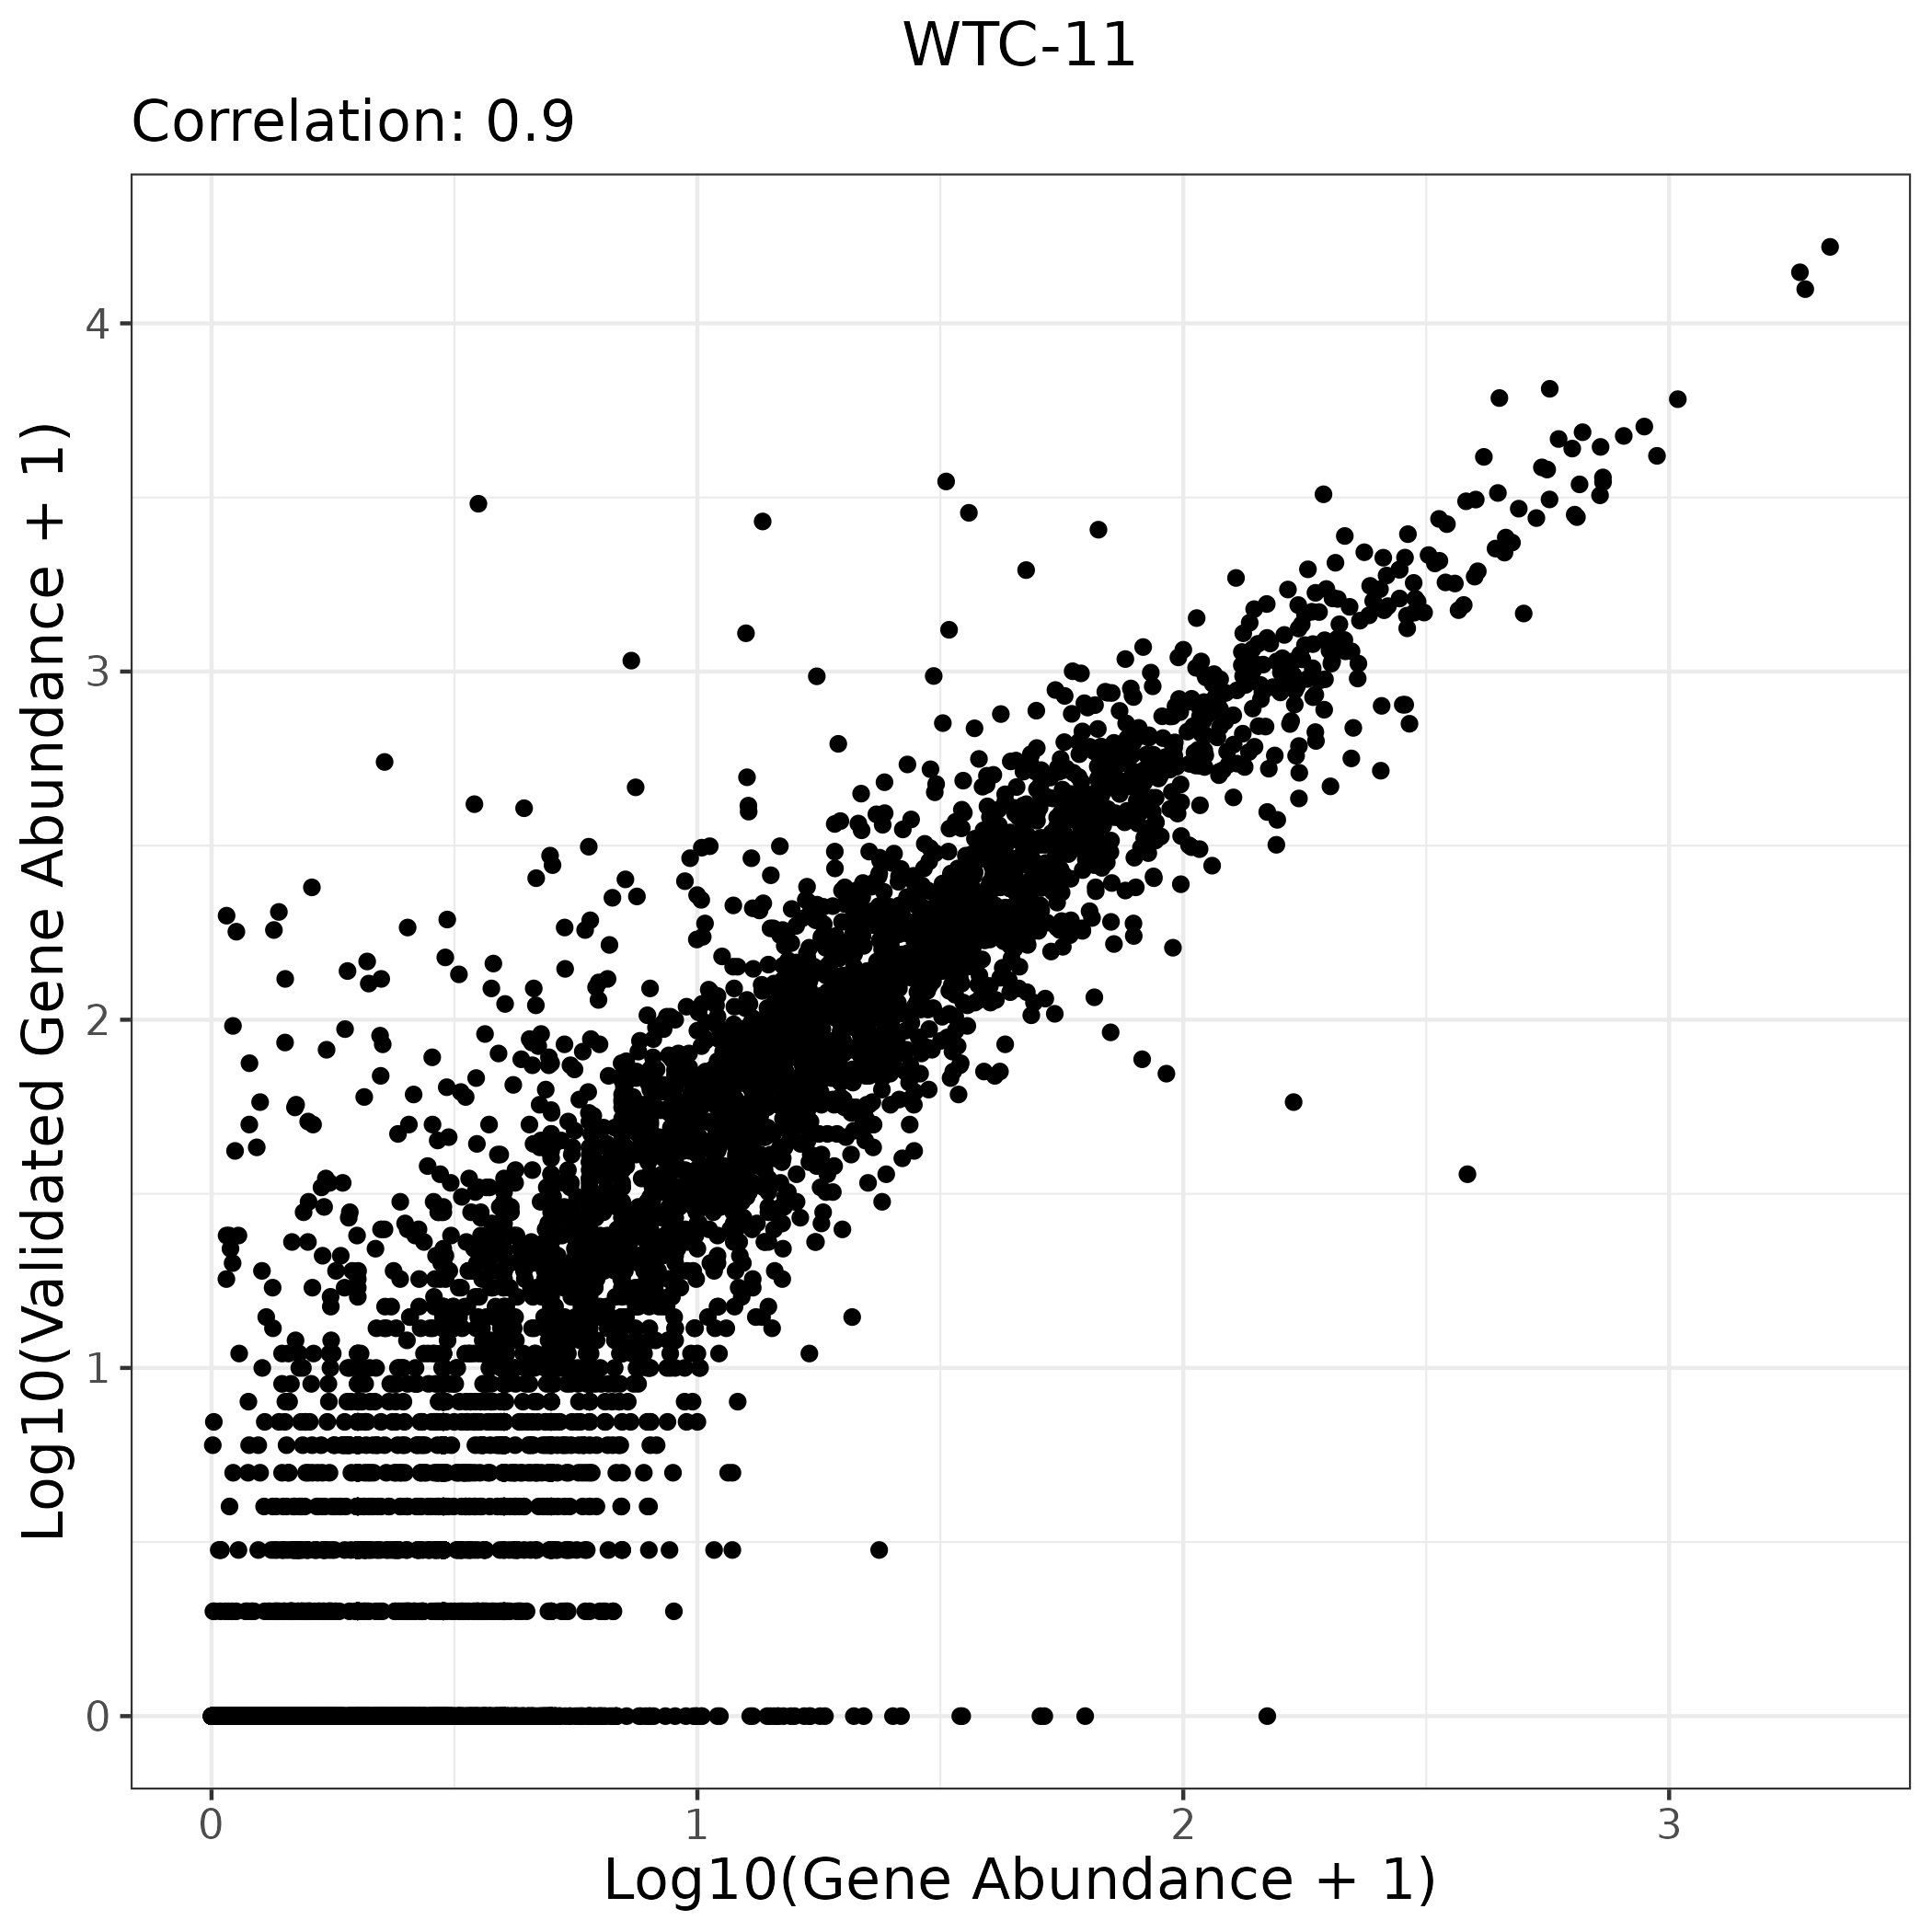 WTC-11
Correlation: 0.9
Log10(Validated Gene Abundance + 1)
4
3
2
1
0
0 1 2 3
Log10(Gene Abundance + 1)